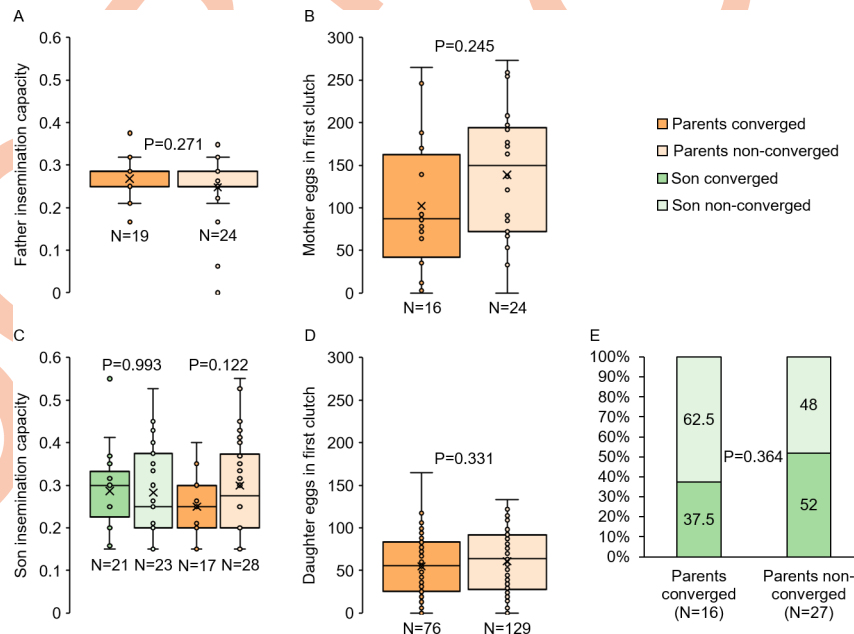 A
0.6
0.5
0.4
0.3
0.2
0.1
0
Father insemination capacity
P=0.271
N=19
N=24
B
300
250
200
150
100
50
0
Mother eggs in first clutch
P=0.245
N=16
N=24
Parents converged
Parents non-converged
Son converged
Son non-converged
C
0.6
0.5
0.4
0.3
0.2
0.1
0
Son insemination capacity
P=0.993
P=0.122
N=21
N=23
N=17
N=28
D
300
250
200
150
100
50
0
Daughter eggs in first clutch
P=0.331
N=76
N=129
E
100%
90%
80%
70%
60%
50%
40%
30%
20%
10%
0%
62.5
37.5
P=0.364
48
52
Parents
converged
(N=16)
Parents non-
converged
(N=27)